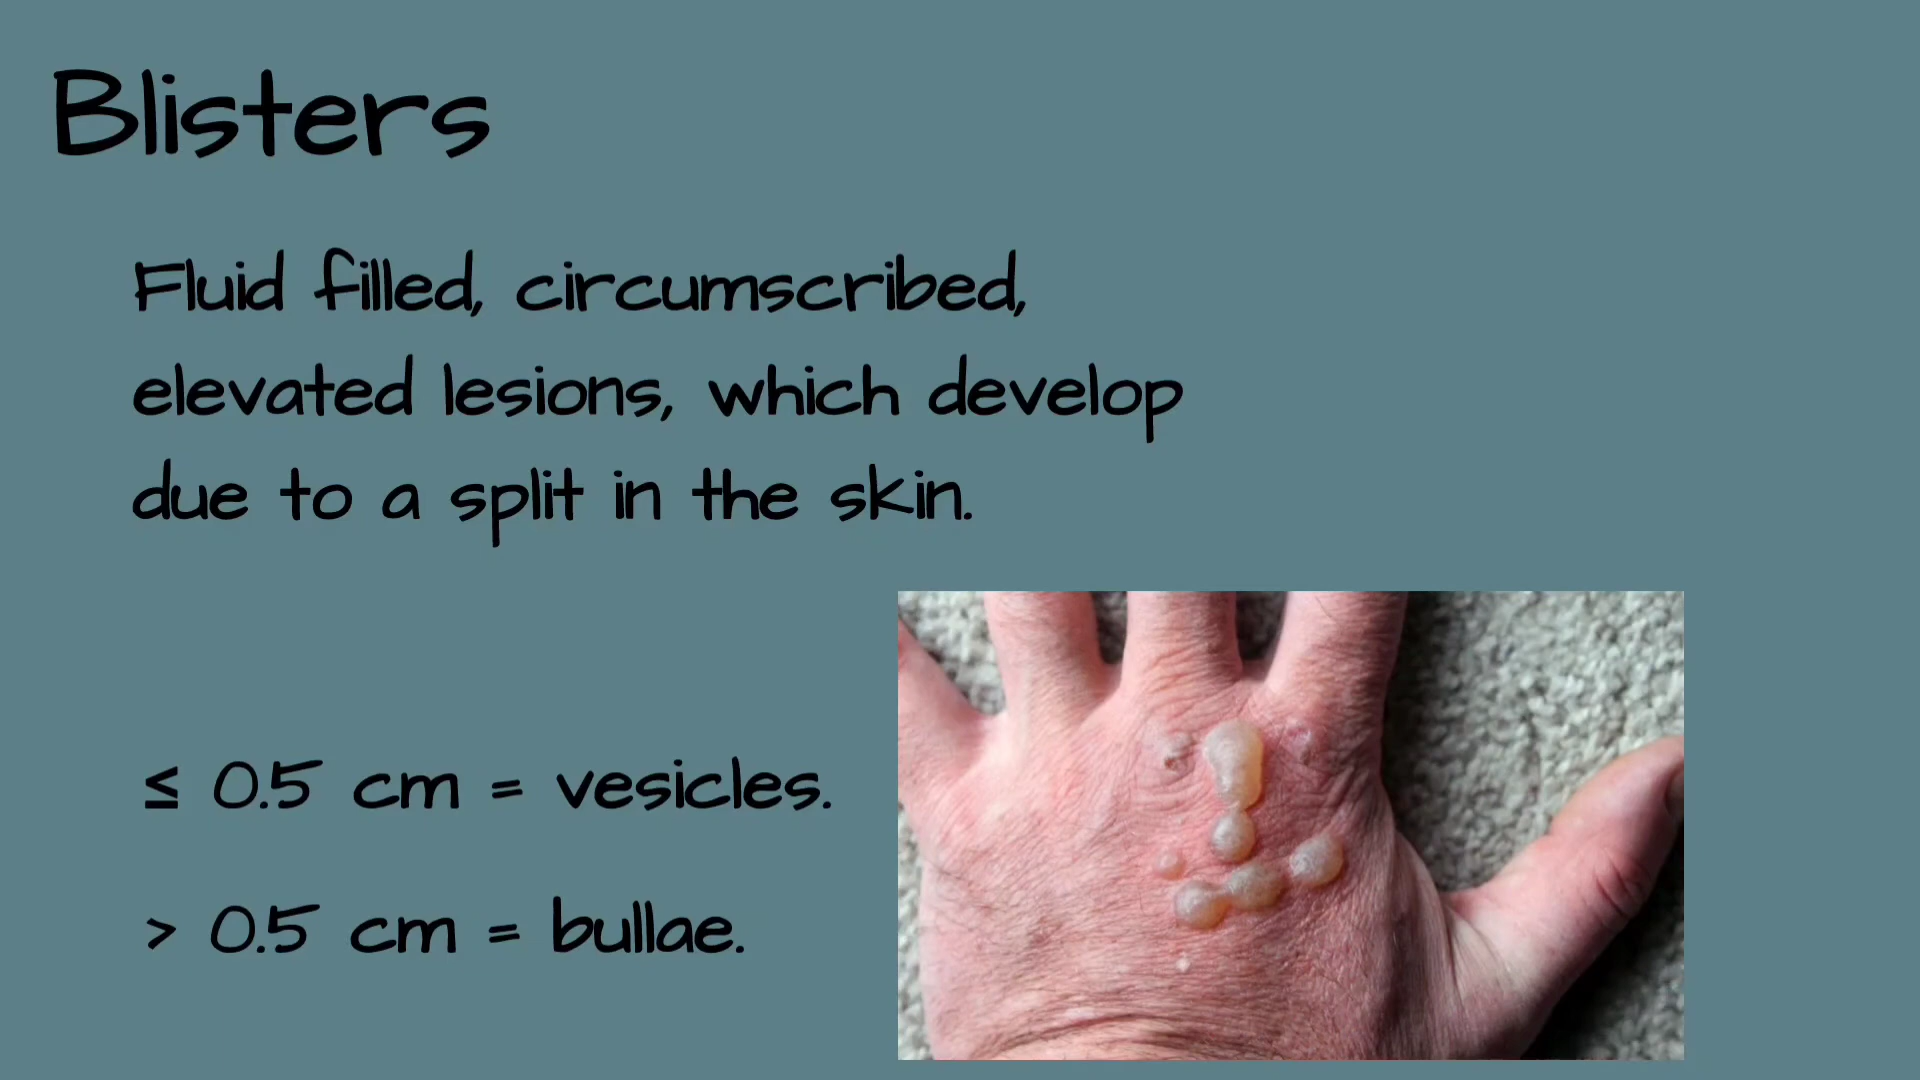 Blisters
Fluid filled, circumscribed,
elevated lesions, which develop
due to a split in the skin.
≤ 0.5 cm = vesicles.
> 0.5 cm = bullae.